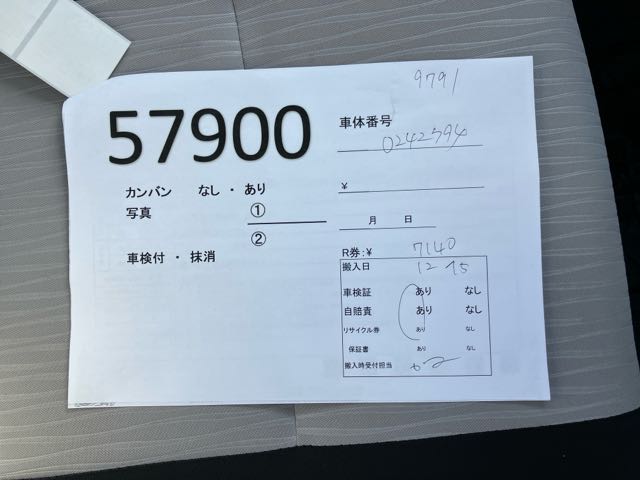 9791
57900
車体番号
0242794
カンバン なし ・ あり
¥
写真 ①
②
月 日
車検付 ・ 抹消
R券:¥ 7140
搬入日 12 15
車検証 あり なし
自賠責 あり なし
リサイクル券 あり なし
保証書 あり なし
搬入時受付担当